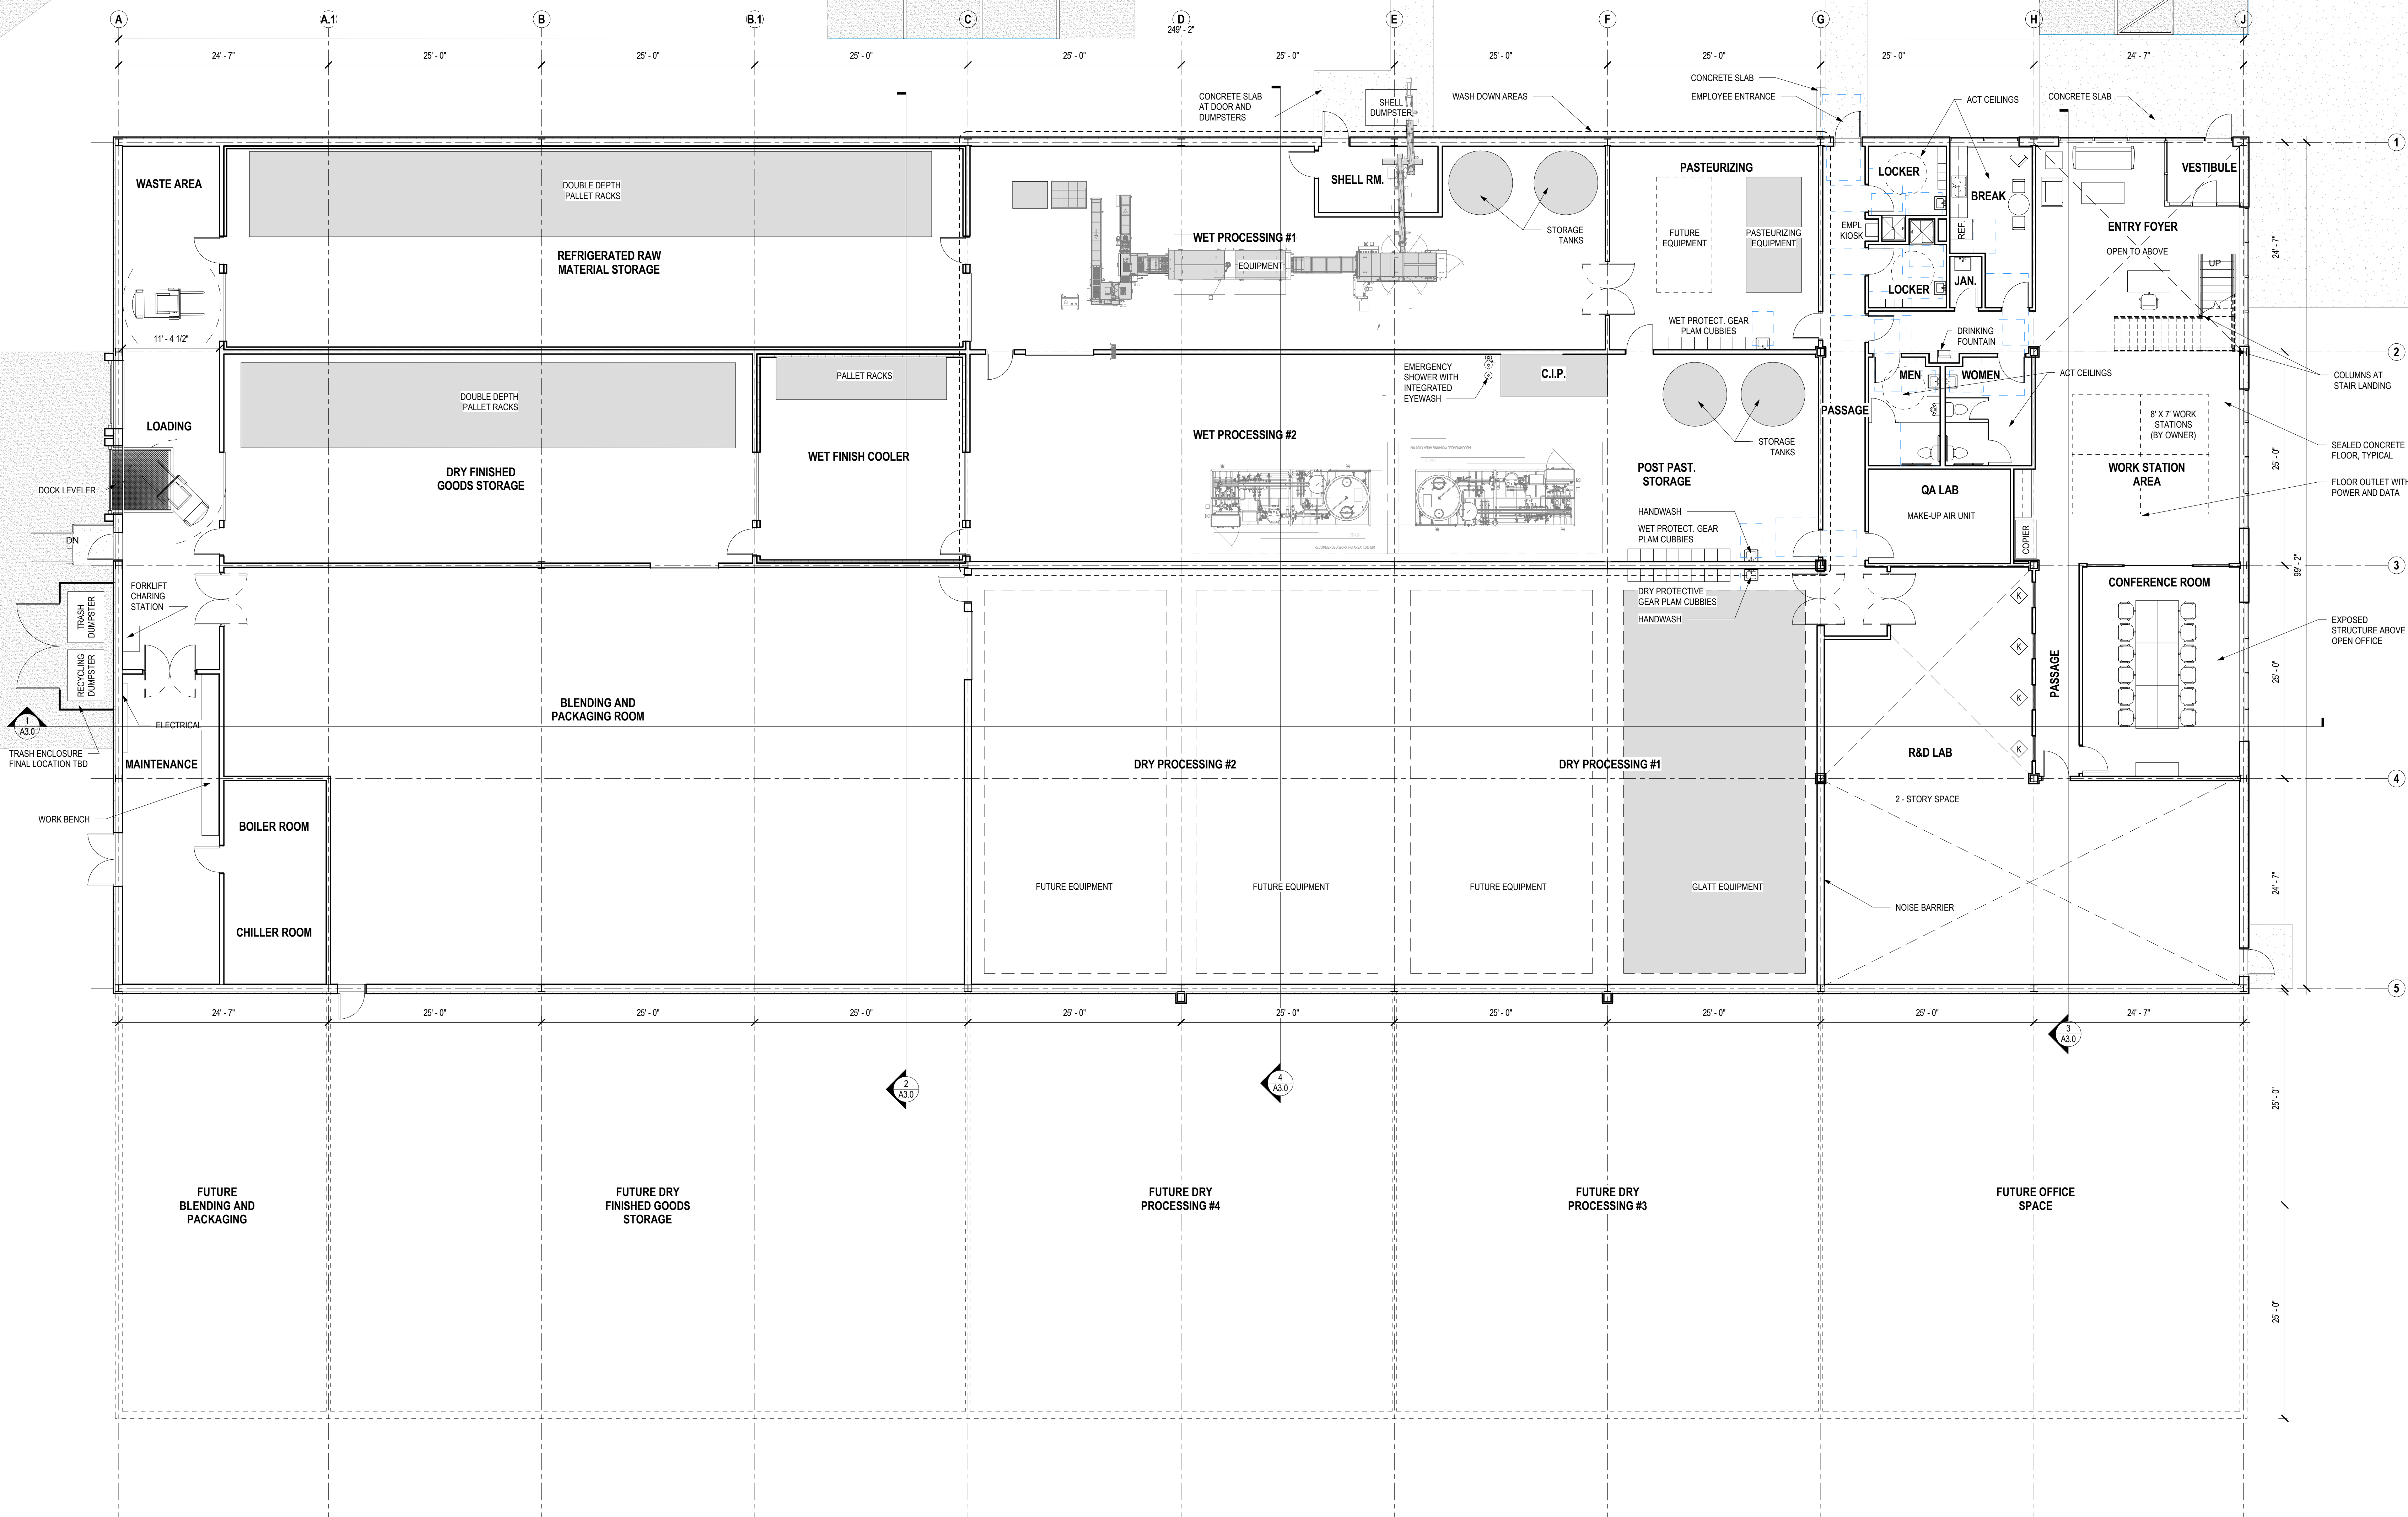 A
A.1
B
B.1
C
D
E
F
G
H
J
249' - 2"
24' - 7"
25' - 0"
25' - 0"
25' - 0"
25' - 0"
25' - 0"
25' - 0"
25' - 0"
25' - 0"
24' - 7"
CONCRETE SLAB
AT DOOR AND
DUMPSTERS
SHELL
DUMPSTER
WASH DOWN AREAS
CONCRETE SLAB
EMPLOYEE ENTRANCE
ACT CEILINGS
CONCRETE SLAB
1
WASTE AREA
DOUBLE DEPTH
PALLET RACKS
REFRIGERATED RAW
MATERIAL STORAGE
11' - 4 1/2"
WET PROCESSING #1
EQUIPMENT
SHELL RM.
STORAGE
TANKS
PASTEURIZING
FUTURE
EQUIPMENT
PASTEURIZING
EQUIPMENT
WET PROTECT. GEAR
PLAM CUBBIES
LOCKER
BREAK
EMPL
KIOSK
REF.
LOCKER
JAN.
DRINKING
FOUNTAIN
VESTIBULE
ENTRY FOYER
OPEN TO ABOVE
UP
24' - 7"
2
COLUMNS AT
STAIR LANDING
LOADING
DOUBLE DEPTH
PALLET RACKS
DRY FINISHED
GOODS STORAGE
PALLET RACKS
WET FINISH COOLER
DOCK LEVELER
DN
WET PROCESSING #2
EMERGENCY
SHOWER WITH
INTEGRATED
EYEWASH
C.I.P.
STORAGE
TANKS
POST PAST.
STORAGE
HANDWASH
WET PROTECT. GEAR
PLAM CUBBIES
PASSAGE
MEN
WOMEN
ACT CEILINGS
QA LAB
MAKE-UP AIR UNIT
COPIER
8' X 7' WORK
STATIONS
(BY OWNER)
WORK STATION
AREA
SEALED CONCRETE
FLOOR, TYPICAL
FLOOR OUTLET WITH
POWER AND DATA
25' - 0"
99' - 2"
3
FORKLIFT
CHARING
STATION
TRASH
DUMPSTER
RECYCLING
DUMPSTER
ELECTRICAL
1
A3.0
TRASH ENCLOSURE
FINAL LOCATION TBD
MAINTENANCE
WORK BENCH
BLENDING AND
PACKAGING ROOM
DRY PROTECTIVE
GEAR PLAM CUBBIES
HANDWASH
DRY PROCESSING #2
DRY PROCESSING #1
K
K
K
K
PASSAGE
R&D LAB
CONFERENCE ROOM
EXPOSED
STRUCTURE ABOVE
OPEN OFFICE
25' - 0"
4
BOILER ROOM
CHILLER ROOM
FUTURE EQUIPMENT
FUTURE EQUIPMENT
FUTURE EQUIPMENT
GLATT EQUIPMENT
2 - STORY SPACE
NOISE BARRIER
24' - 7"
5
24' - 7"
25' - 0"
25' - 0"
25' - 0"
25' - 0"
25' - 0"
25' - 0"
25' - 0"
25' - 0"
24' - 7"
2
A3.0
4
A3.0
3
A3.0
25' - 0"
FUTURE
BLENDING AND
PACKAGING
FUTURE DRY
FINISHED GOODS
STORAGE
FUTURE DRY
PROCESSING #4
FUTURE DRY
PROCESSING #3
FUTURE OFFICE
SPACE
25' - 0"